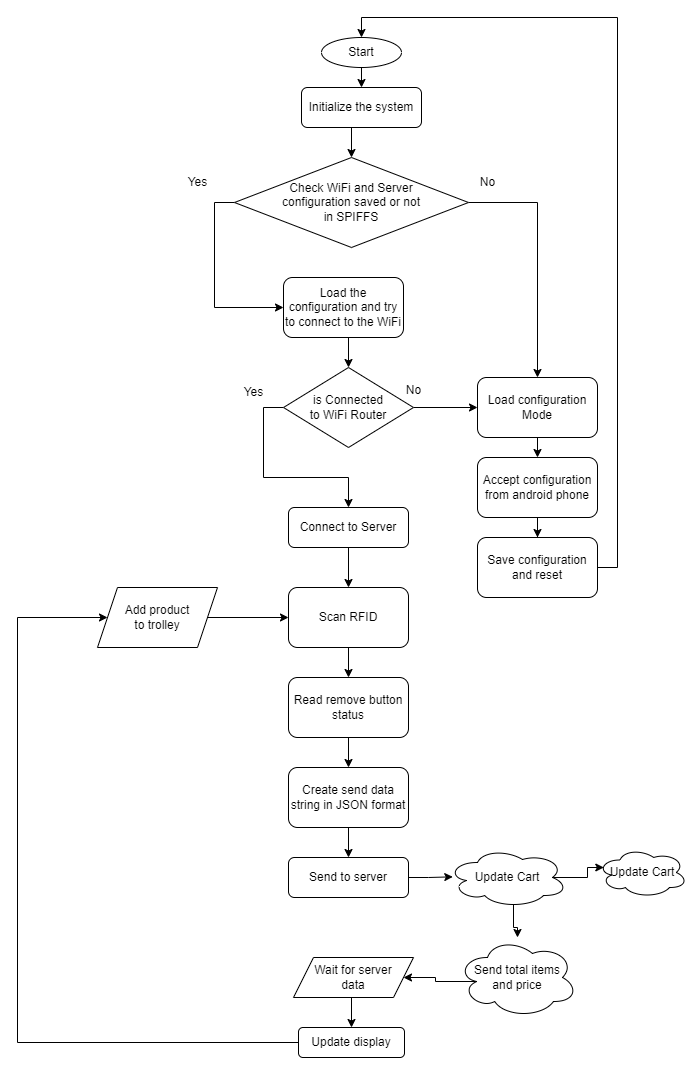 Start
Initialize the system
Yes
No
Check WiFi and Server
configuration saved or not
in SPIFFS
Load the
configuration and try
to connect to the WiFi
Yes
No
is Connected
to WiFi Router
Load configuration
Mode
Accept configuration
from android phone
Connect to Server
Save configuration
and reset
Add product
to trolley
Scan RFID
Read remove button
status
Create send data
string in JSON format
Send to server
Update Cart
Update Cart
Wait for server
data
Send total items
and price
Update display